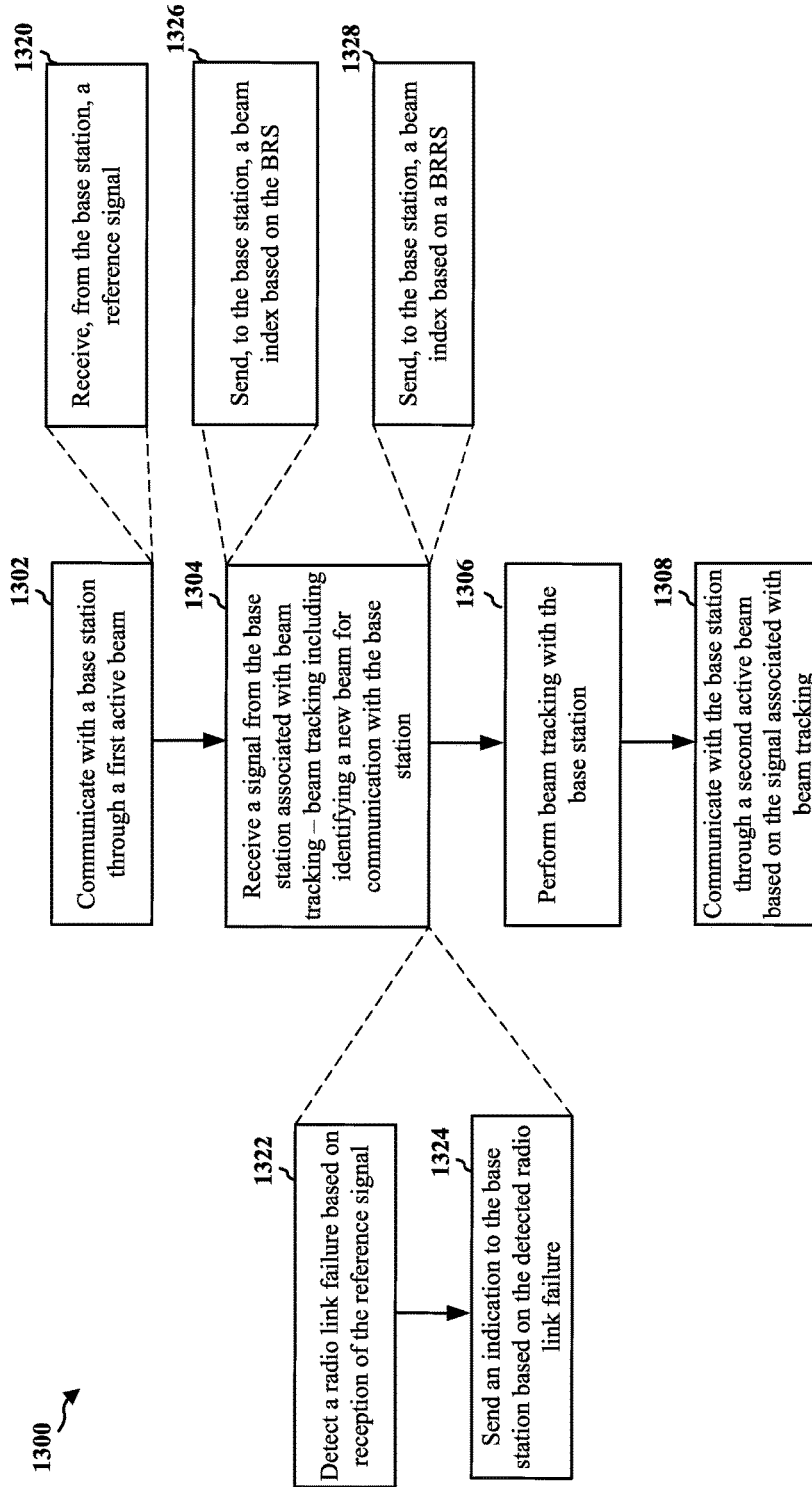 1300
1302
Communicate with a base station
through a first active beam
1320
Receive, from the base station, a
reference signal
1304
Receive a signal from the base
station associated with beam
tracking – beam tracking including
identifying a new beam for
communication with the base
station
1326
Send, to the base station, a beam
index based on the BRS
1328
Send, to the base station, a beam
index based on a BRRS
1322
Detect a radio link failure based on
reception of the reference signal
1324
Send an indication to the base
station based on the detected radio
link failure
1306
Perform beam tracking with the
base station
1308
Communicate with the base station
through a second active beam
based on the signal associated with
beam tracking